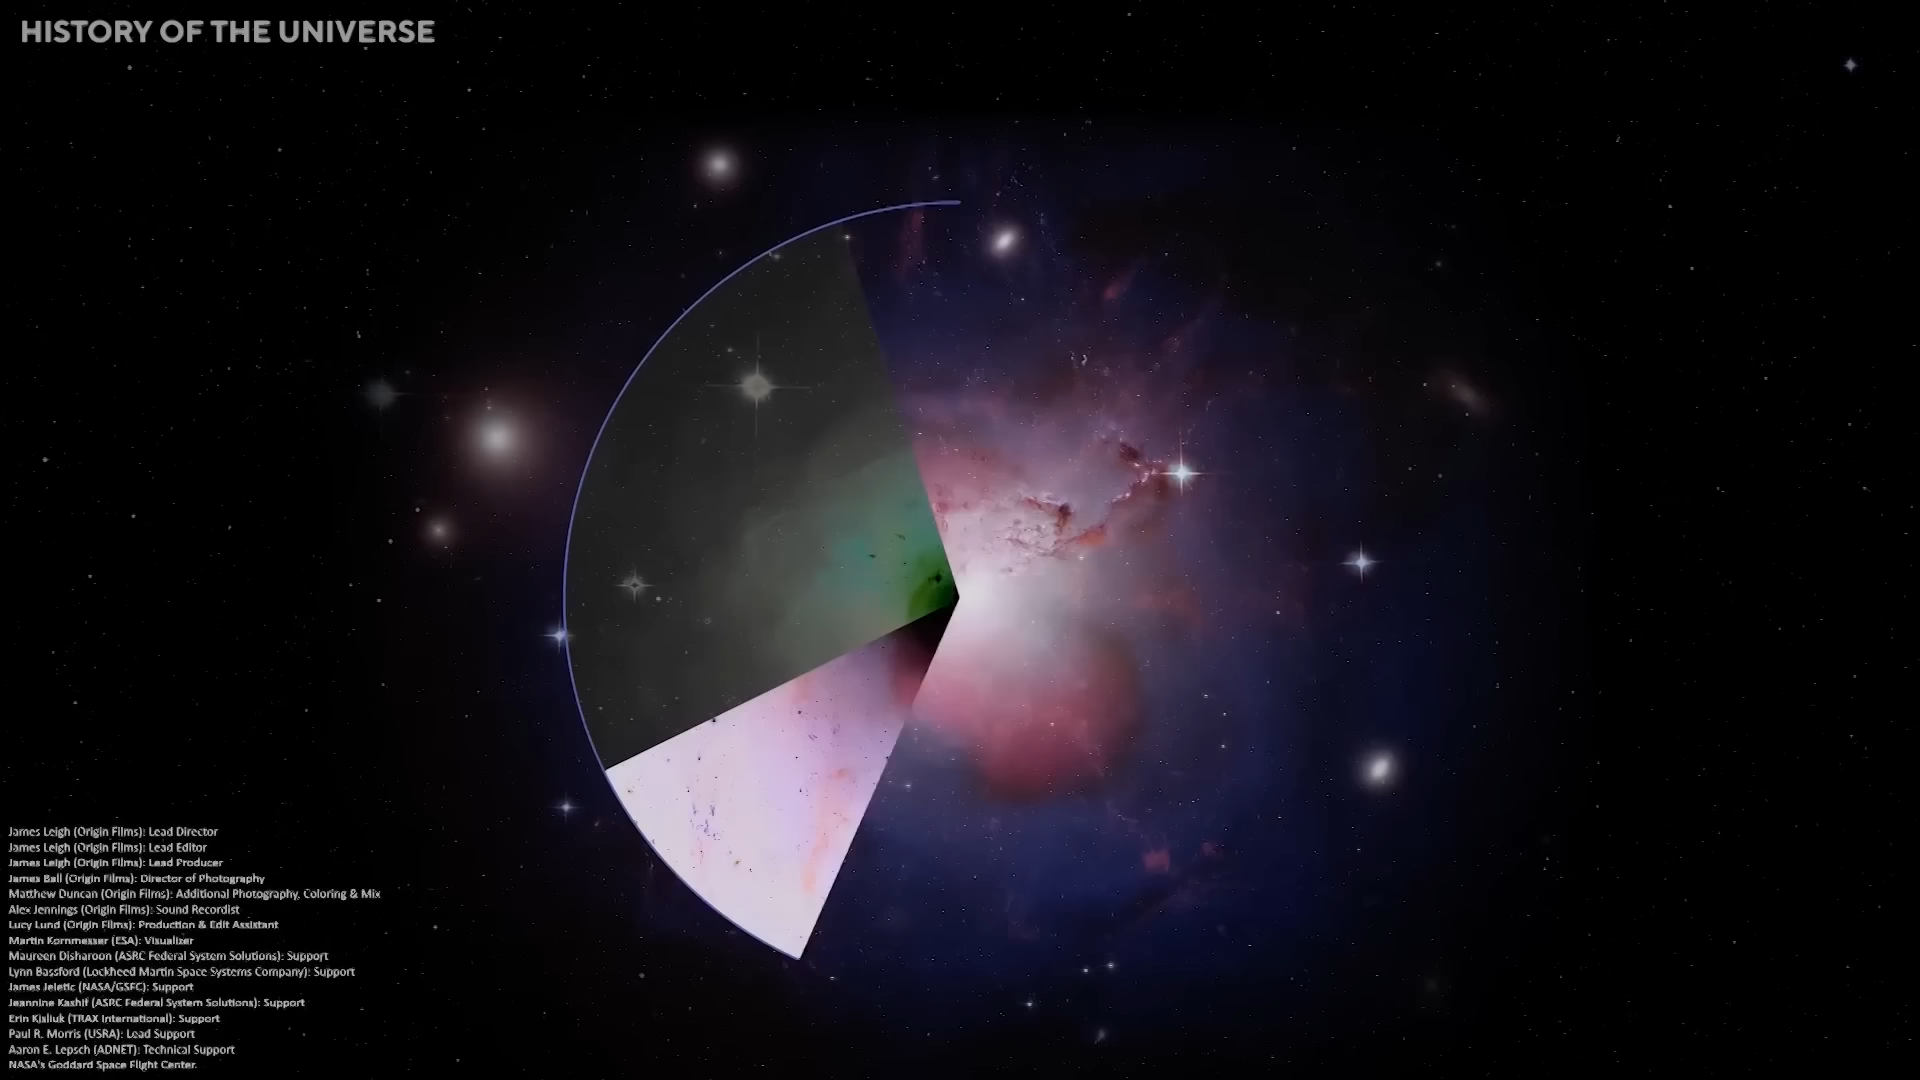 HISTORY OF THE UNIVERSE
James Leigh (Origin Films): Lead Director
James Leigh (Origin Films): Lead Editor
James Leigh (Origin Films): Lead Producer
James Ball (Origin Films): Director of Photography
Matthew Duncan (Origin Films): Additional Photography, Coloring & Mix
Alex Jennings (Origin Films): Sound Recordist
Lucy Lund (Origin Films): Production & Edit Assistant
Martin Kornmesser (ESA): Visualizer
Maureen Disharoon (ASRC Federal System Solutions): Support
Lynn Bassford (Lockheed Martin Space Systems Company): Support
James Jeletic (NASA/GSFC): Support
Jeannine Kashif (ASRC Federal System Solutions): Support
Erin Kisliuk (TRAX International): Support
Paul R. Morris (USRA): Lead Support
Aaron E. Lepsch (ADNET): Technical Support
NASA's Goddard Space Flight Center.